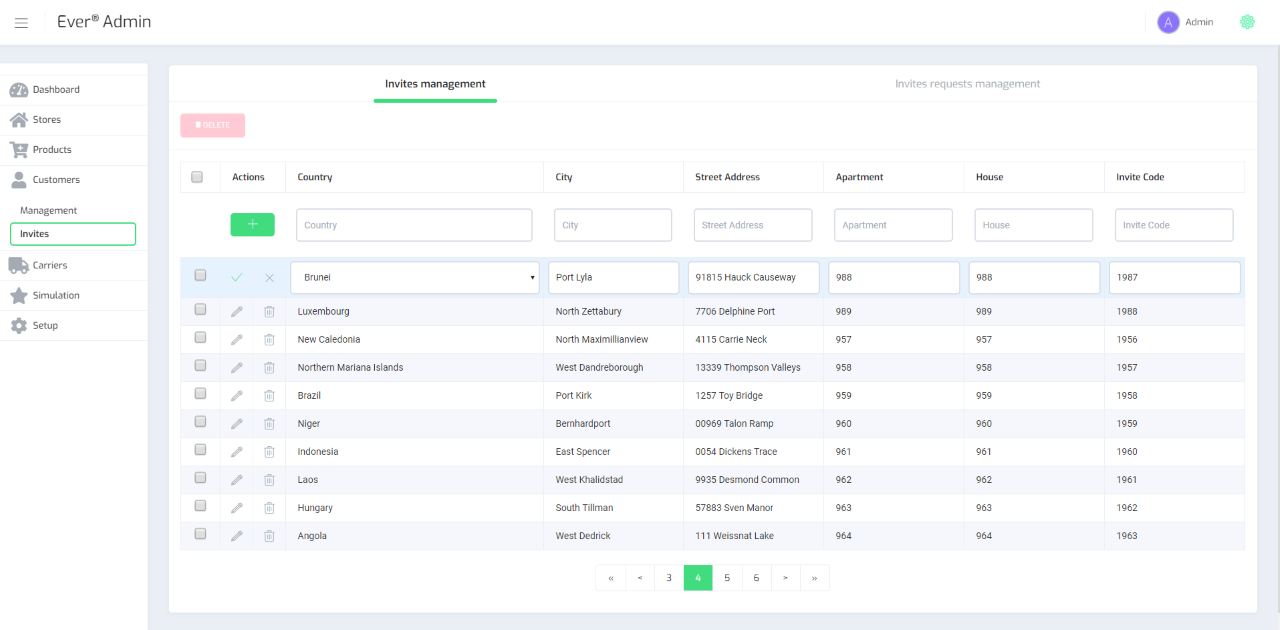 Ever® Admin
A Admin
Dashboard
Stores
Products
Customers
Management
Invites
Carriers
Simulation
Setup
Invites management Invites requests management
DELETE
Actions Country City Street Address Apartment House Invite Code
Country City Street Address Apartment House Invite Code
Brunei Port Lyla 91815 Hauck Causeway 988 988 1987
Luxembourg North Zettabury 7706 Delphine Port 989 989 1988
New Caledonia North Maximillianview 4115 Carrie Neck 957 957 1956
Northern Mariana Islands West Dandreborough 13339 Thompson Valleys 958 958 1957
Brazil Port Kirk 1257 Toy Bridge 959 959 1958
Niger Bernhardport 00969 Talon Ramp 960 960 1959
Indonesia East Spencer 0054 Dickens Trace 961 961 1960
Laos West Khalidstad 9935 Desmond Common 962 962 1961
Hungary South Tillman 57883 Sven Manor 963 963 1962
Angola West Dedrick 111 Weissnat Lake 964 964 1963
« < 3 4 5 6 > »